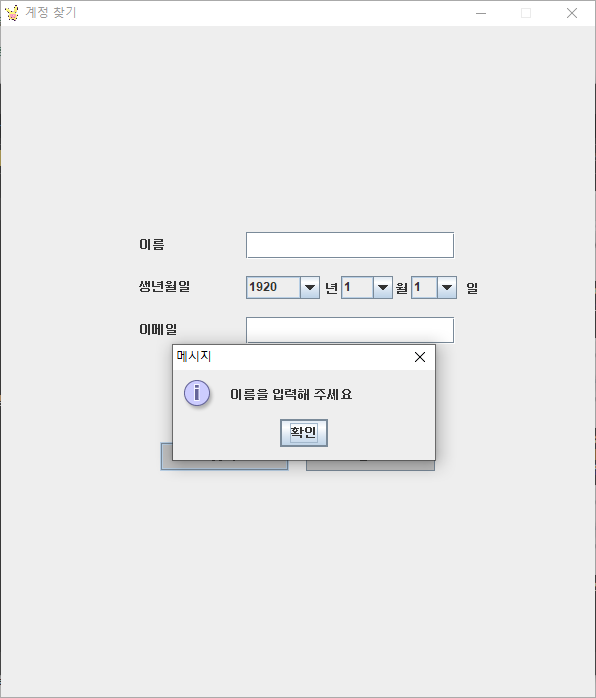 계정 찾기
이름
생년월일 1920 년 1 월 1 일
이메일
메시지
이름을 입력해 주세요
확인